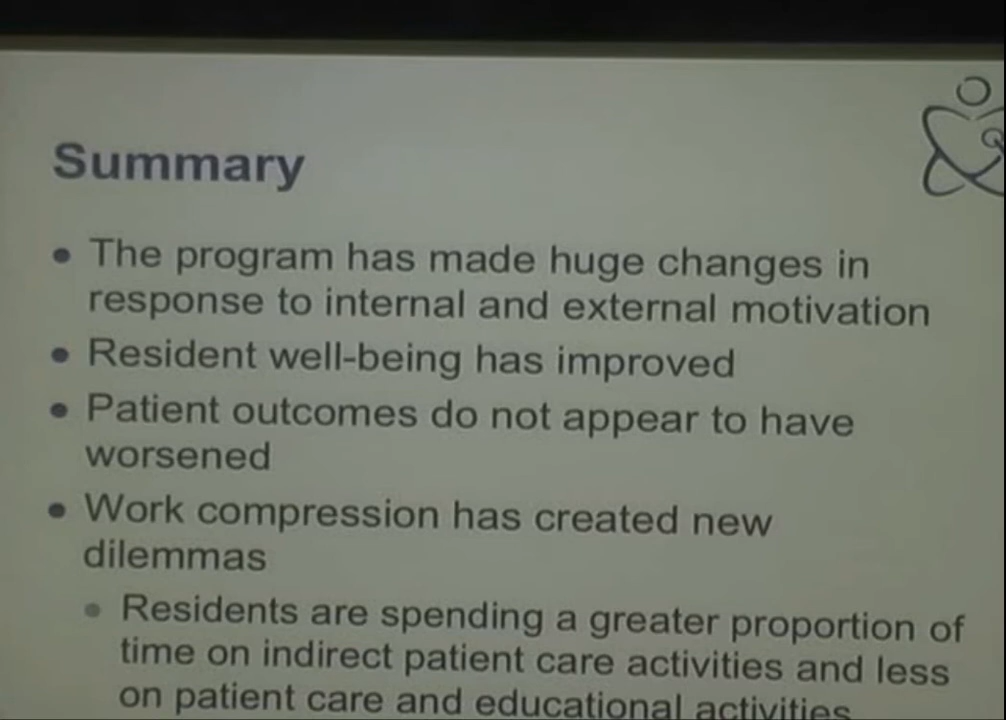 Summary
• The program has made huge changes in
response to internal and external motivation
• Resident well-being has improved
• Patient outcomes do not appear to have
worsened
• Work compression has created new
dilemmas
• Residents are spending a greater proportion of
time on indirect patient care activities and less
on patient care and educational activities